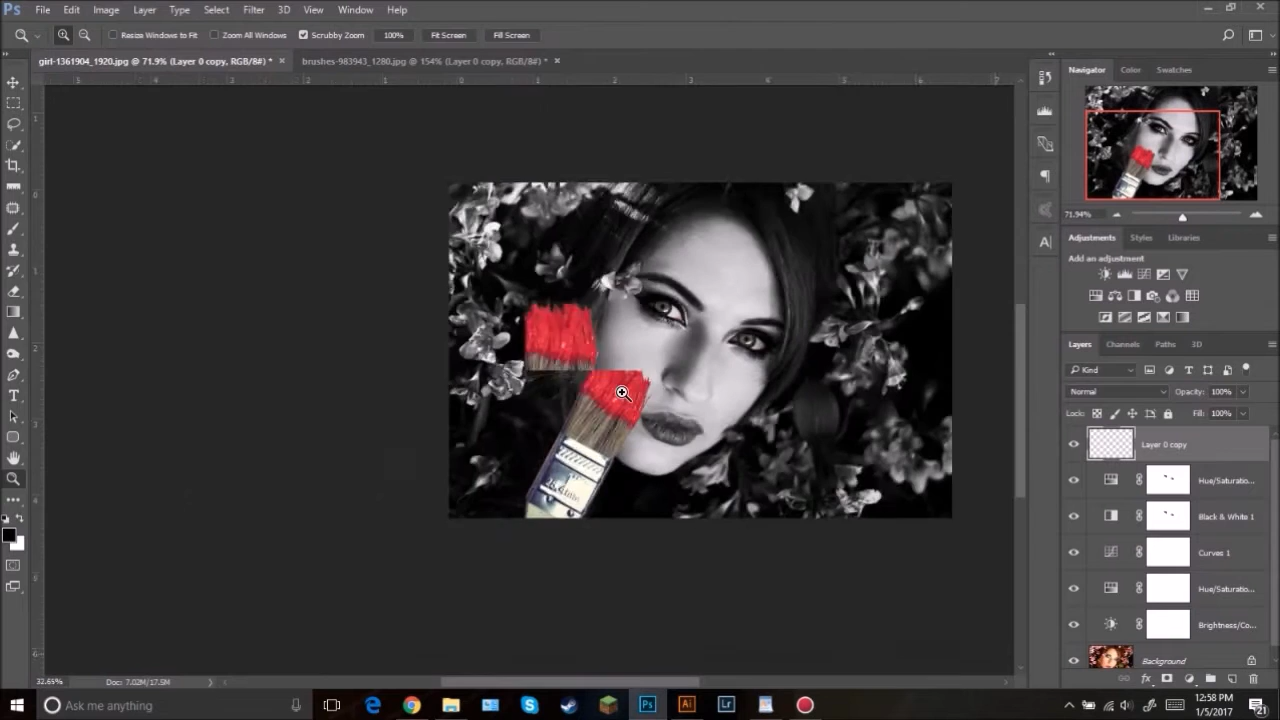 Ps File Edit Image Layer Type Select Filter 3D View Window Help
Resize Windows to Fit Zoom All Windows Scrubby Zoom 100% Fit Screen Fill Screen
girl-1361904_1920.jpg @ 71.9% (Layer 0 copy, RGB/8#) * × brushes-983943_1280.jpg @ 154% (Layer 0 copy, RGB/8#) * ×
Navigator Color Swatches
71.94%
Adjustments Styles Libraries
Add an adjustment
Layers Channels Paths 3D
Kind
Normal Opacity: 100%
Lock: Fill: 100%
Layer 0 copy
Hue/Saturatio...
Black & White 1
Curves 1
Hue/Saturatio...
Brightness/Co...
Background
32.65% Doc: 7.02M/17.5M
Ask me anything
Ps Ai Lr
12:58 PM
1/5/2017
21